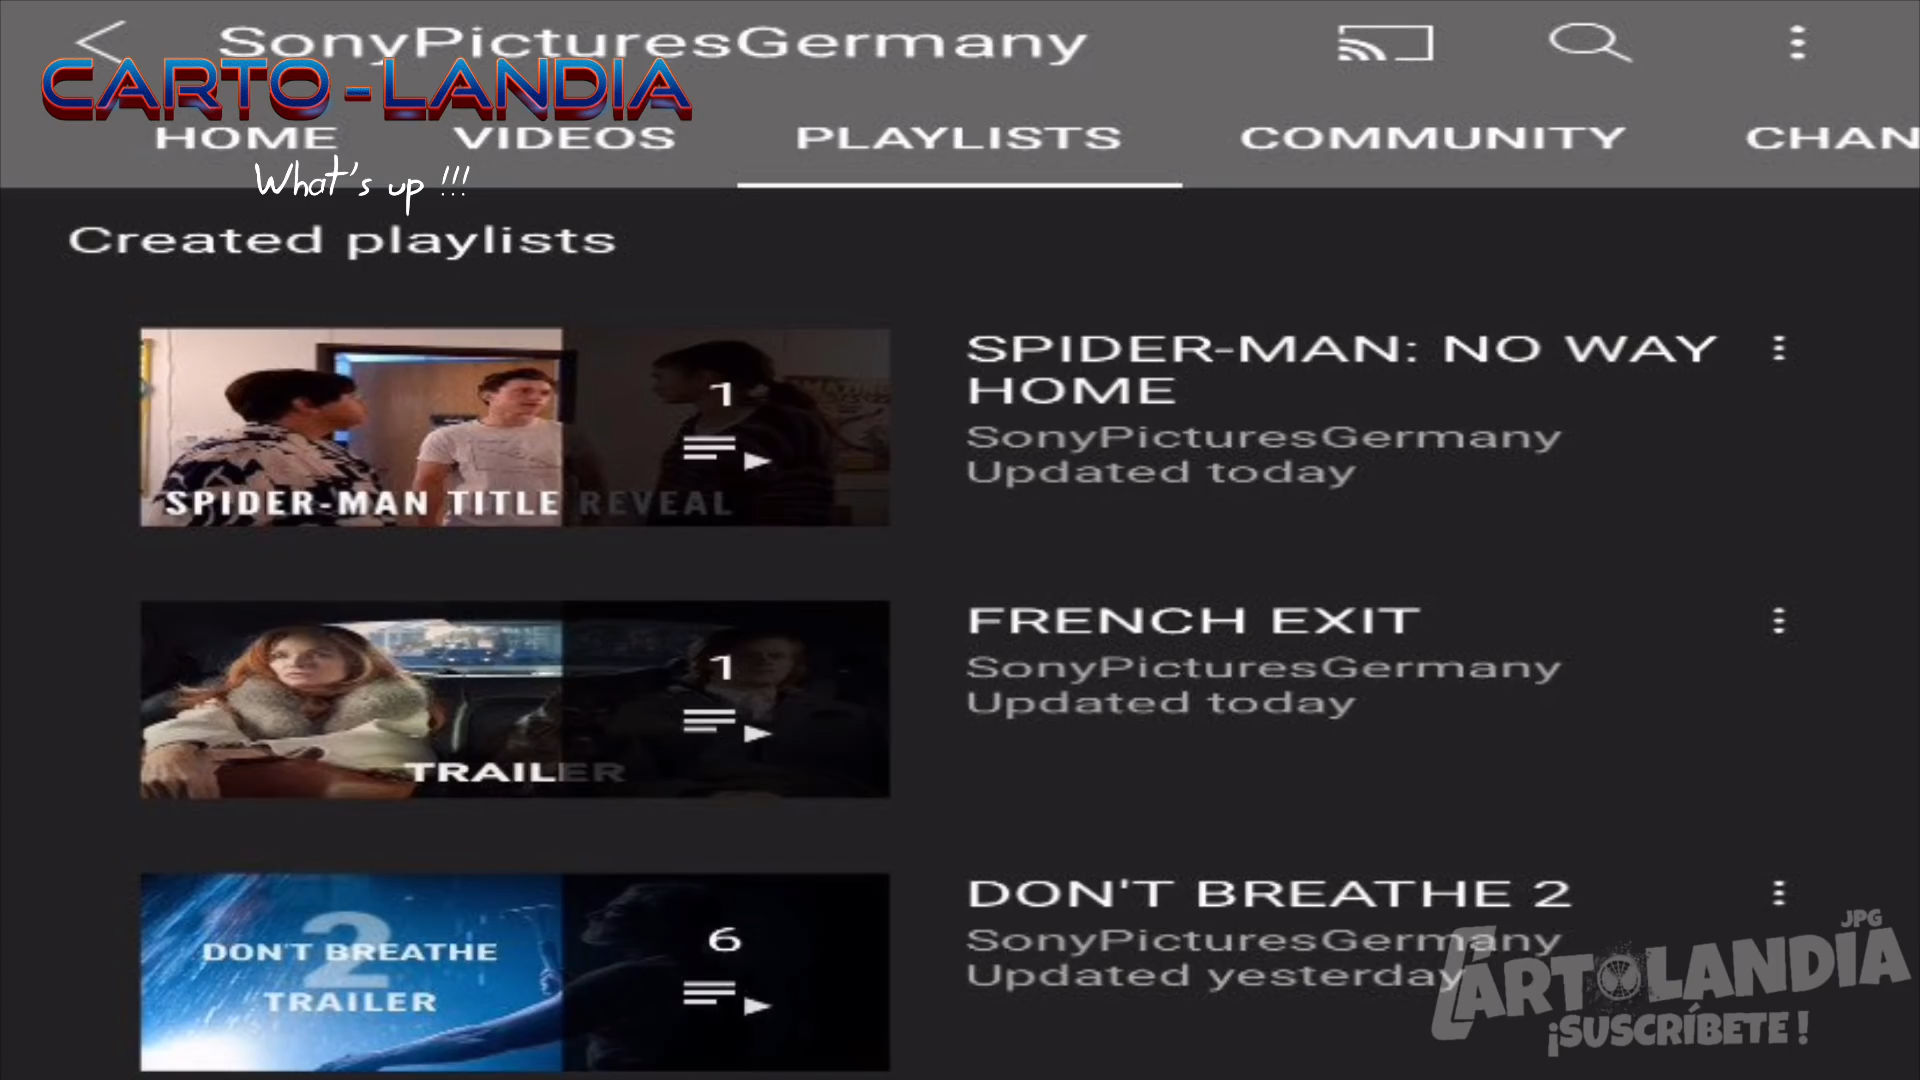 SonyPicturesGermany
CARTO-LANDIA
HOME VIDEOS PLAYLISTS COMMUNITY CHAN
What's up !!!
Created playlists
1
SPIDER-MAN TITLE REVEAL
SPIDER-MAN: NO WAY
HOME
SonyPicturesGermany
Updated today
1
TRAILER
FRENCH EXIT
SonyPicturesGermany
Updated today
2
DON'T BREATHE
TRAILER
6
DON'T BREATHE 2
SonyPicturesGermany
Updated yesterday
JPG
CARTOLANDIA
¡SUSCRÍBETE!